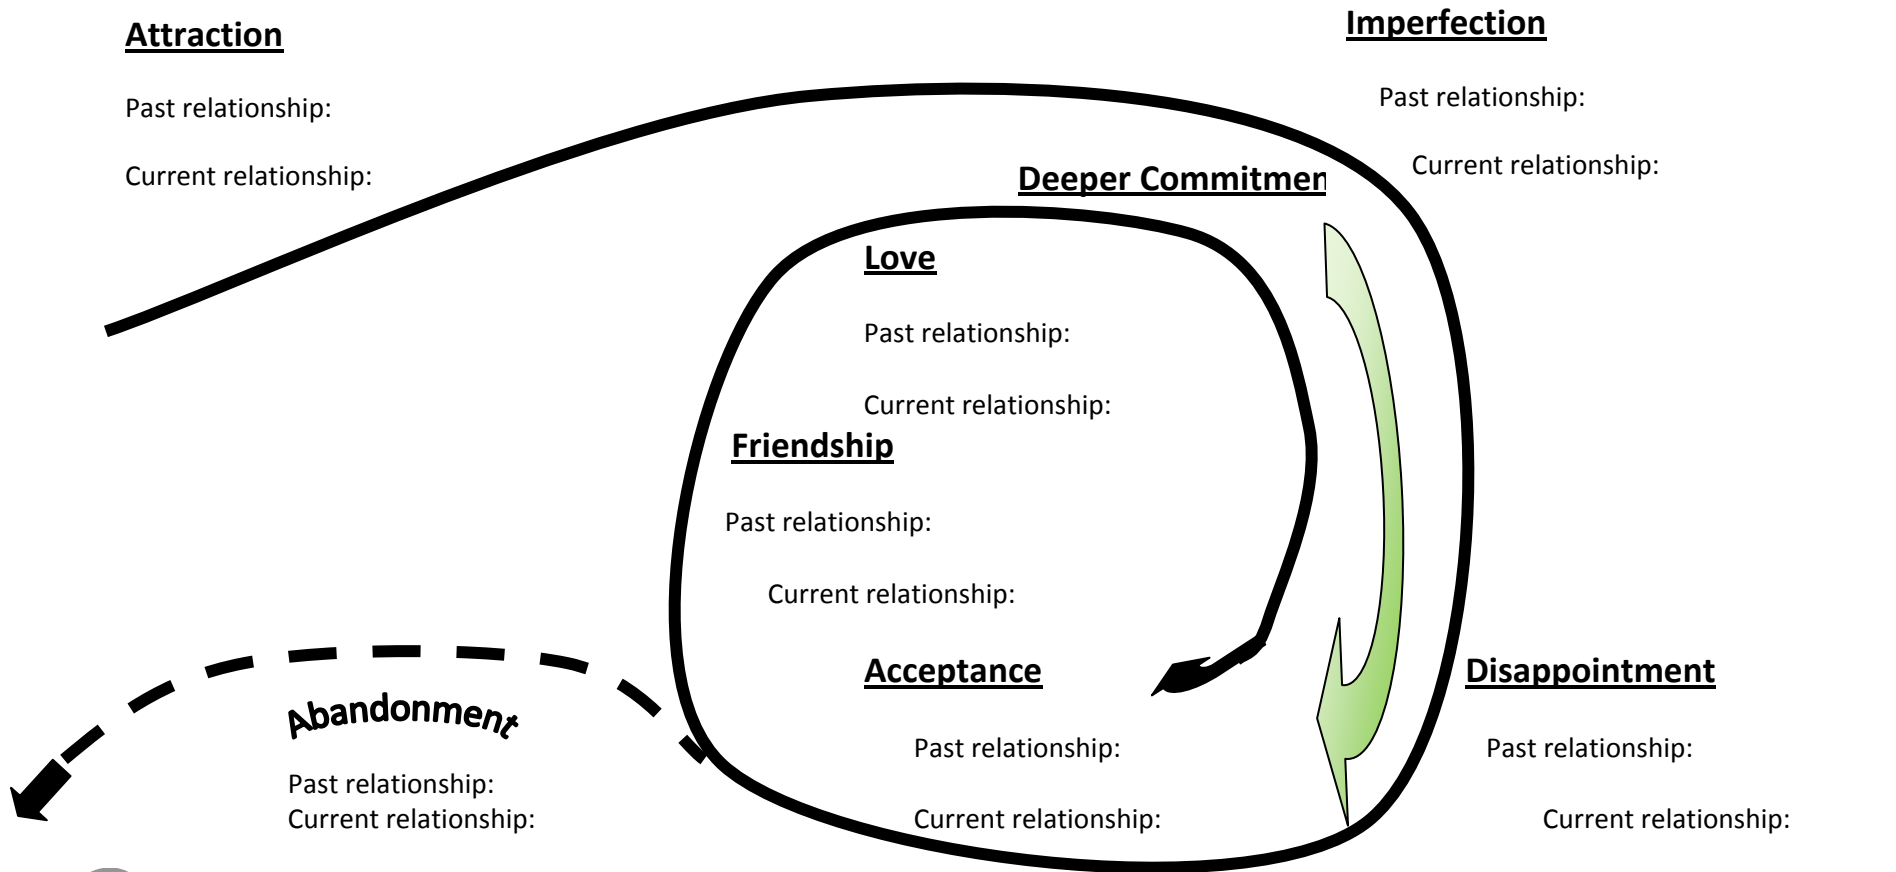 Attraction
Past relationship:
Current relationship:
Imperfection
Past relationship:
Current relationship:
Deeper Commitmen
Love
Past relationship:
Current relationship:
Friendship
Past relationship:
Current relationship:
Acceptance
Past relationship:
Current relationship:
Disappointment
Past relationship:
Current relationship:
Abandonment
Past relationship:
Current relationship: